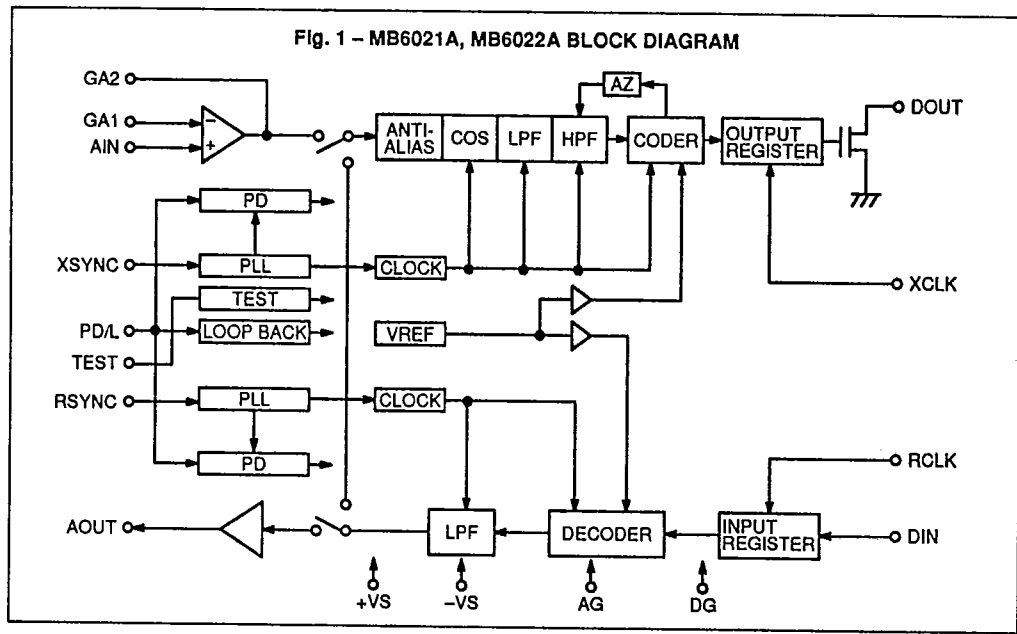 Fig. 1 – MB6021A, MB6022A BLOCK DIAGRAM
GA2
AZ
DOUT
GA1
−
AIN
+
ANTI-
ALIAS
COS
LPF
HPF
CODER
OUTPUT
REGISTER
PD
XSYNC
PLL
CLOCK
XCLK
TEST
PD/L
LOOP BACK
VREF
TEST
RSYNC
PLL
CLOCK
PD
RCLK
AOUT
LPF
DECODER
INPUT
REGISTER
DIN
+VS
−VS
AG
DG